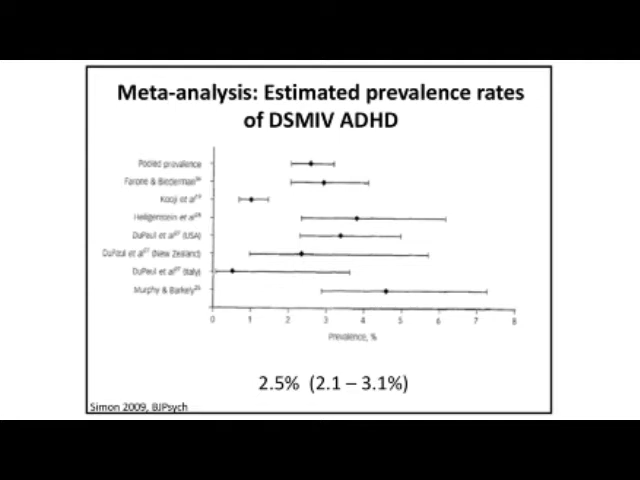 Meta-analysis: Estimated prevalence rates
of DSMIV ADHD
Pooled prevalence
Farone & Biederman
Kooji et al
Heiligenstein et al
DuPaul et al (USA)
DuPaul et al (New Zealand)
DuPaul et al (Italy)
Murphy & Barkely
0 1 2 3 4 5 6 7 8
Prevalence, %
2.5% (2.1 – 3.1%)
Simon 2009, BJPsych